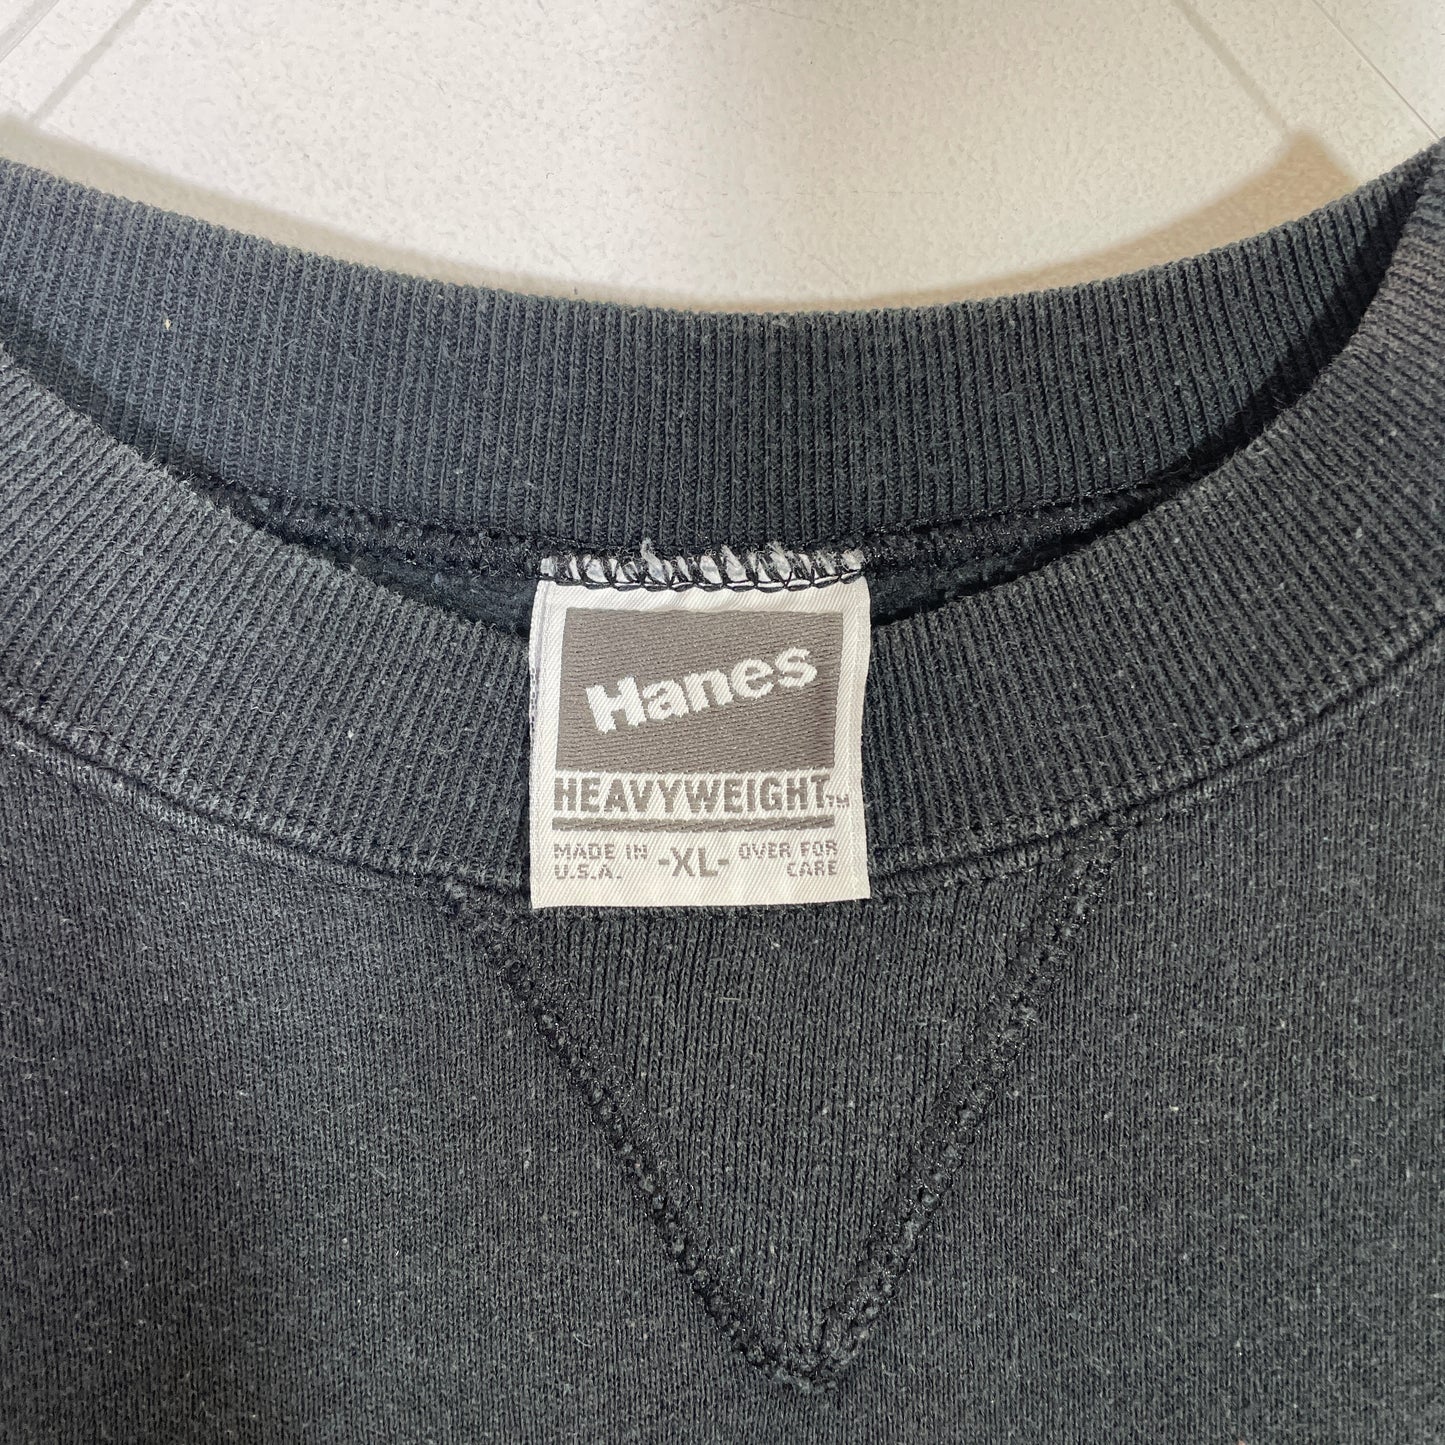 Hanes
HEAVYWEIGHT™
MADE IN -XL- OVER FOR
U.S.A. CARE